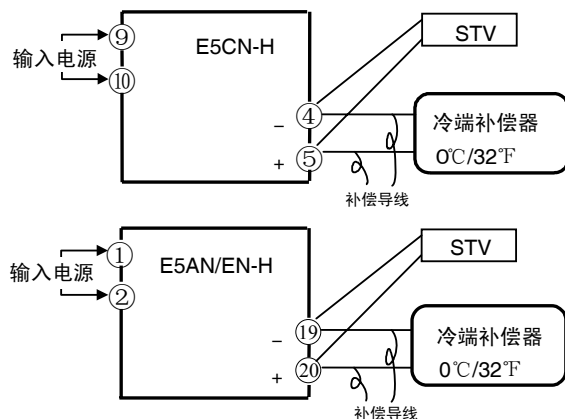 ⑨
E5CN-H
STV
输入电源
⑩
④
−
冷端补偿器
0℃/32℉
+
⑤
补偿导线
①
E5AN/EN-H
STV
输入电源
②
⑲
−
冷端补偿器
0℃/32℉
+
⑳
补偿导线